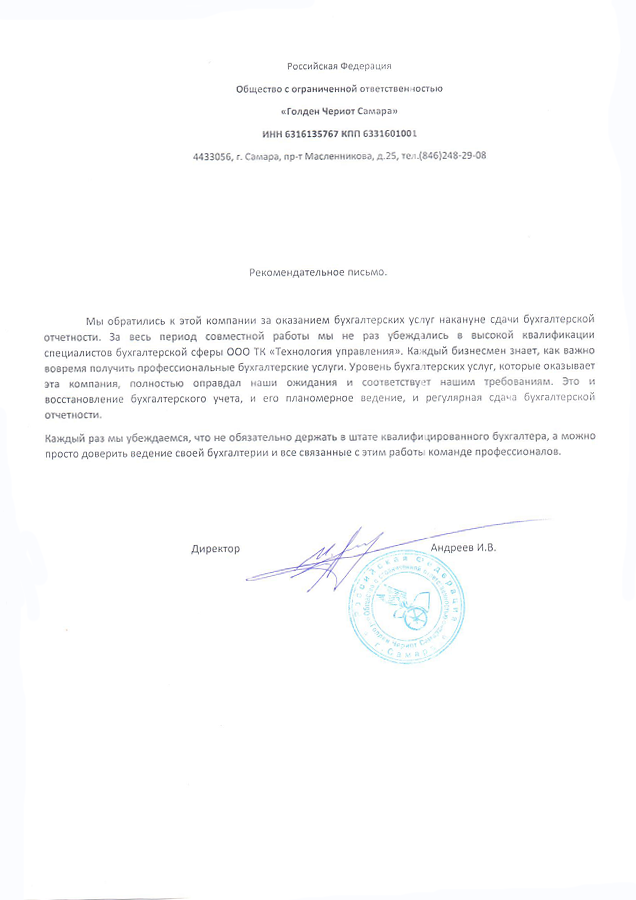 Российская Федерация
Общество с ограниченной ответственностью
«Голден Чериот Самара»
ИНН 6316135767 КПП 6331601001
4433056, г. Самара, пр-т Масленникова, д.25, тел.(846)248-29-08
Рекомендательное письмо.
Мы обратились к этой компании за оказанием бухгалтерских услуг накануне сдачи бухгалтерской
отчетности. За весь период совместной работы мы не раз убеждались в высокой квалификации
специалистов бухгалтерской сферы ООО ТК «Технология управления». Каждый бизнесмен знает, как важно
вовремя получить профессиональные бухгалтерские услуги. Уровень бухгалтерских услуг, которые оказывает
эта компания, полностью оправдал наши ожидания и соответствует нашим требованиям. Это и
восстановление бухгалтерского учета, и его планомерное ведение, и регулярная сдача бухгалтерской
отчетности.
Каждый раз мы убеждаемся, что не обязательно держать в штате квалифицированного бухгалтера, а можно
просто доверить ведение своей бухгалтерии и все связанные с этим работы команде профессионалов.
Директор
Андреев И.В.
Российская Федерация
Общество с ограниченной ответственностью
Голден Чериот Самара
г. Самара